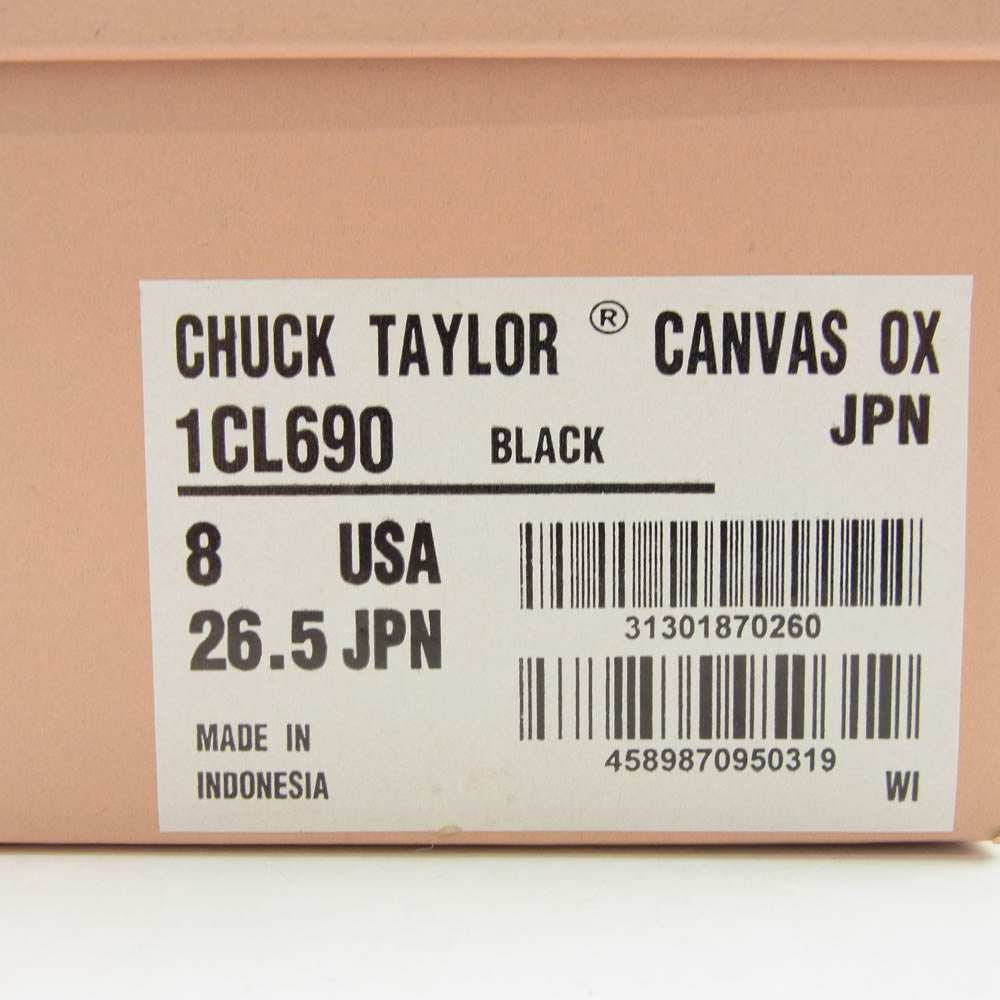 CHUCK TAYLOR ® CANVAS OX
1CL690 BLACK JPN
8 USA
26.5 JPN
31301870260
4589870950319
MADE IN
INDONESIA
WI